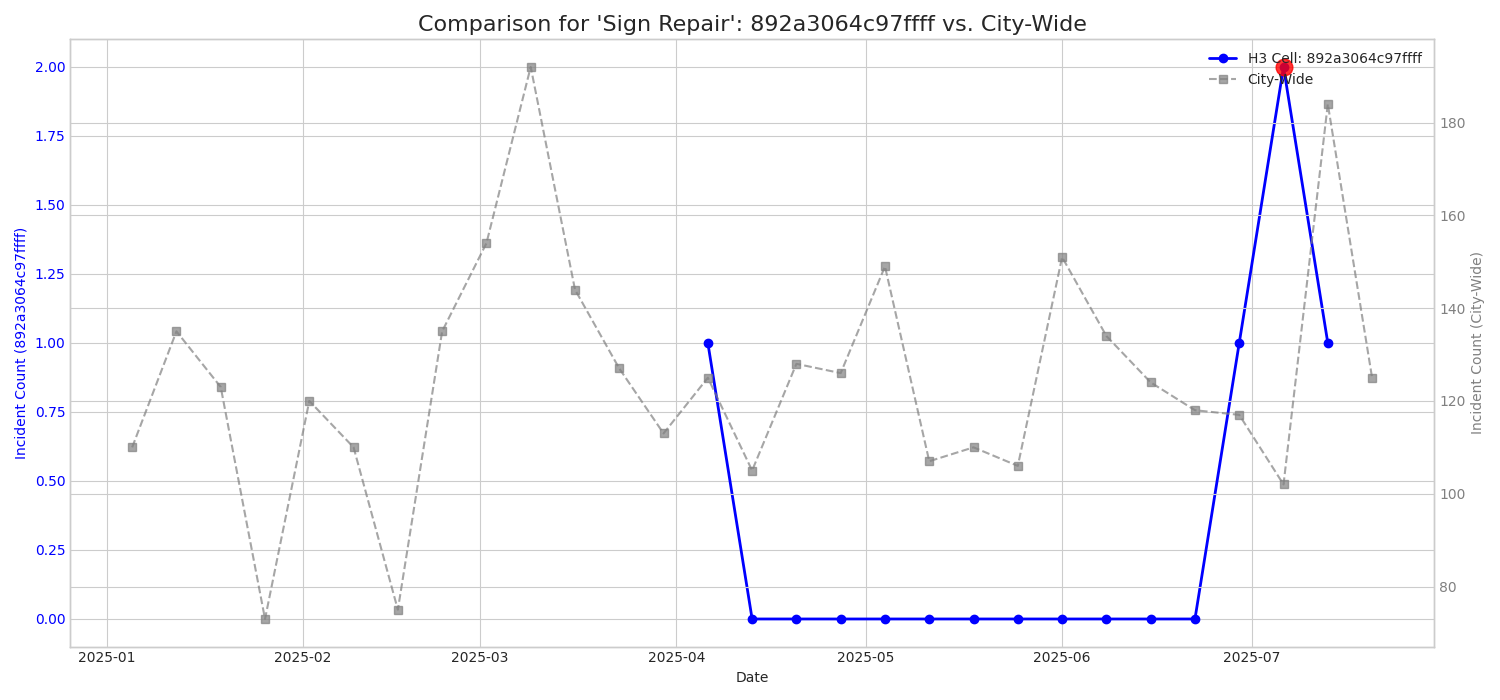 Comparison for 'Sign Repair': 892a3064c97ffff vs. City-Wide
H3 Cell: 892a3064c97ffff
City-Wide
Incident Count (892a3064c97ffff)
2.00
1.75
1.50
1.25
1.00
0.75
0.50
0.25
0.00
180
160
140
120
100
80
Incident Count (City-Wide)
2025-01 2025-02 2025-03 2025-04 2025-05 2025-06 2025-07
Date